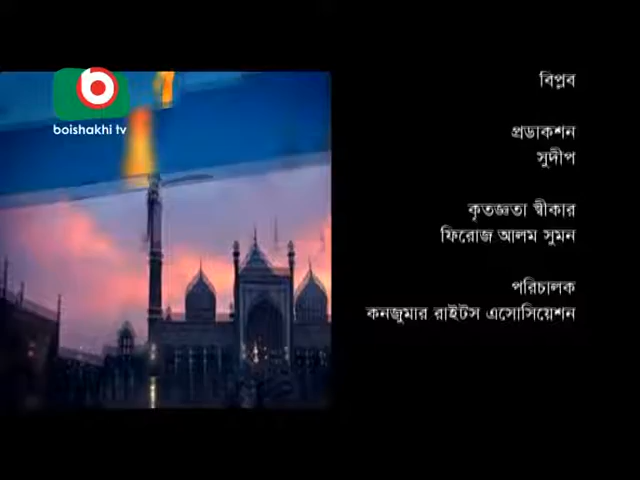 boishakhi tv
বিপ্লব
প্রডাকশন
সুদীপ
কৃতজ্ঞতা স্বীকার
ফিরোজ আলম সুমন
পরিচালক
কনজুমার রাইটস এসোসিয়েশন